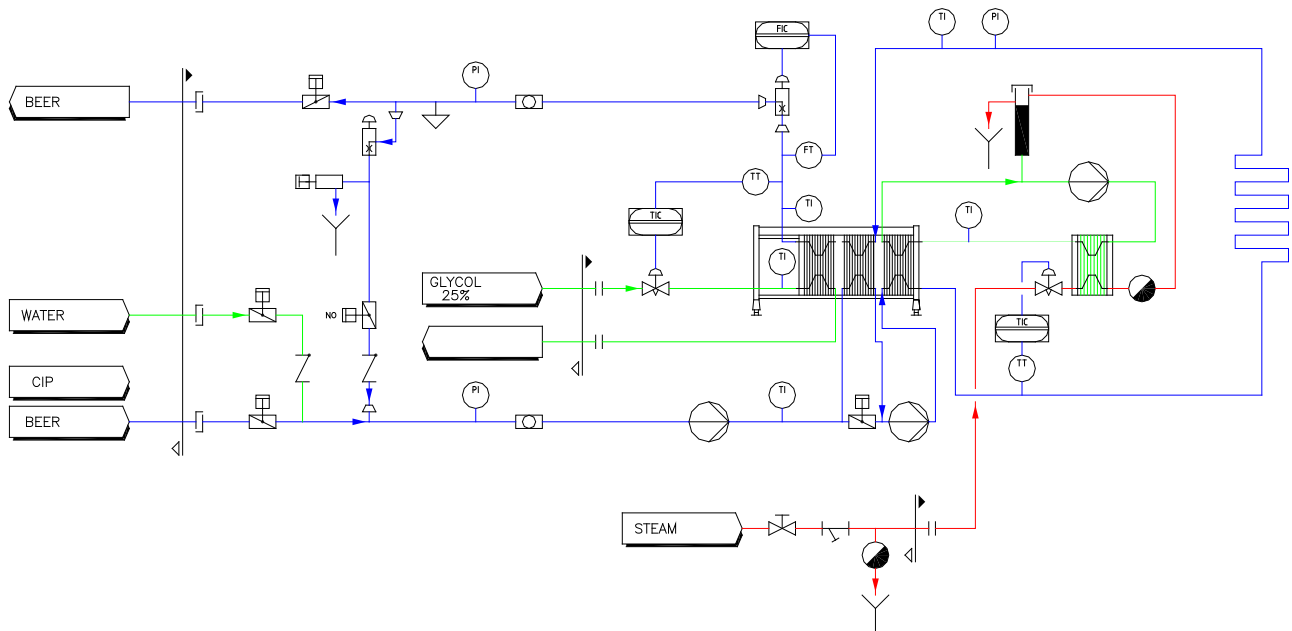 FIC
TI
PI
BEER
PI
FT
TT
TIC
TI
TI
TI
GLYCOL
25%
WATER
NO
TIC
CIP
TT
BEER
PI
TI
STEAM